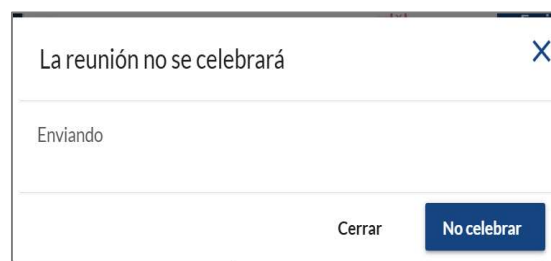 La reunión no se celebrará
X
Enviando
Cerrar
No celebrar